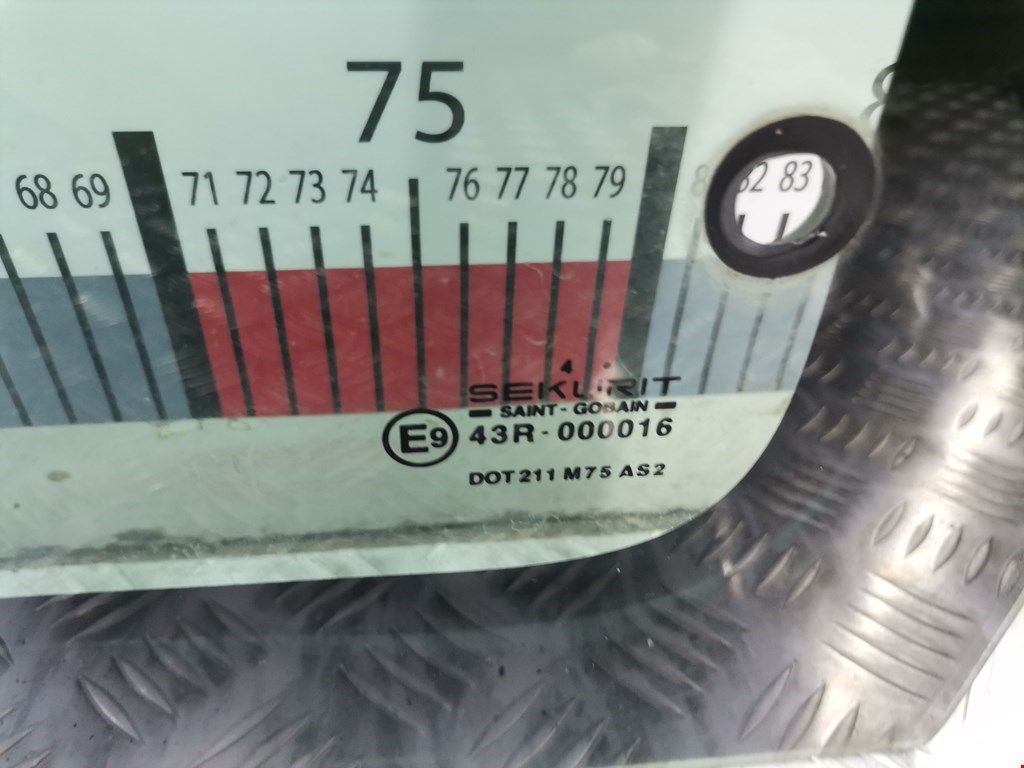 75
68 69 71 72 73 74 76 77 78 79 82 83
4
SEKURIT
SAINT-GOBAIN
E9 43R-000016
DOT 211 M75 AS2